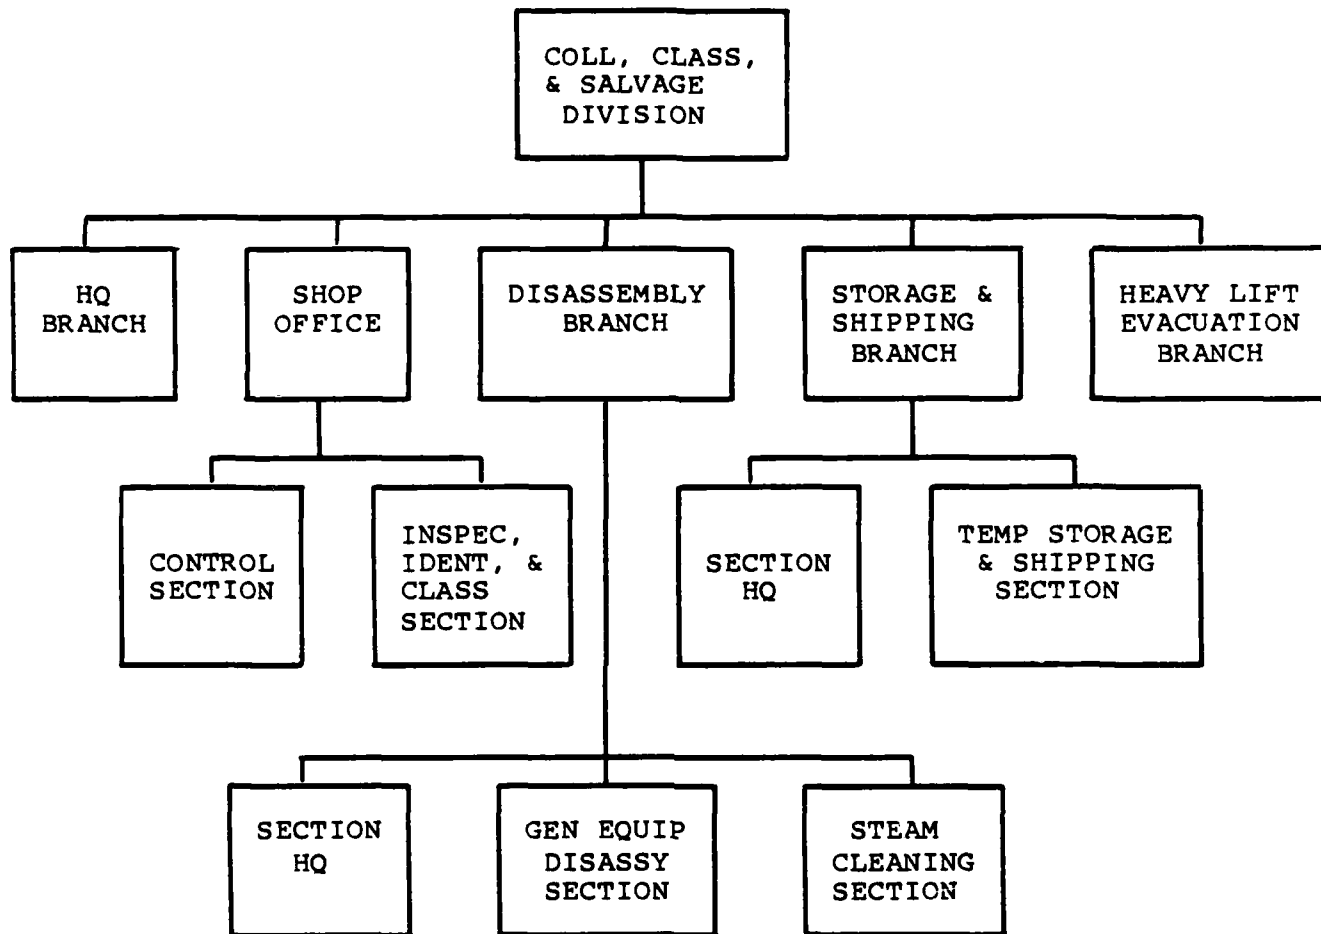 COLL, CLASS,
& SALVAGE
DIVISION
HQ
BRANCH
SHOP
OFFICE
DISASSEMBLY
BRANCH
STORAGE &
SHIPPING
BRANCH
HEAVY LIFT
EVACUATION
BRANCH
CONTROL
SECTION
INSPEC,
IDENT, &
CLASS
SECTION
SECTION
HQ
TEMP STORAGE
& SHIPPING
SECTION
SECTION
HQ
GEN EQUIP
DISASSY
SECTION
STEAM
CLEANING
SECTION